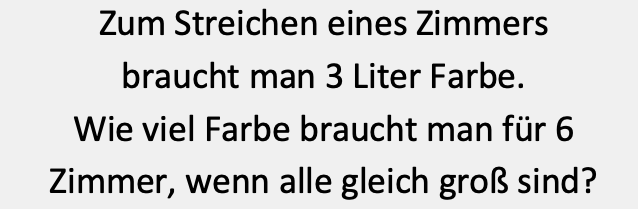 Zum Streichen eines Zimmers
braucht man 3 Liter Farbe.
Wie viel Farbe braucht man für 6
Zimmer, wenn alle gleich groß sind?